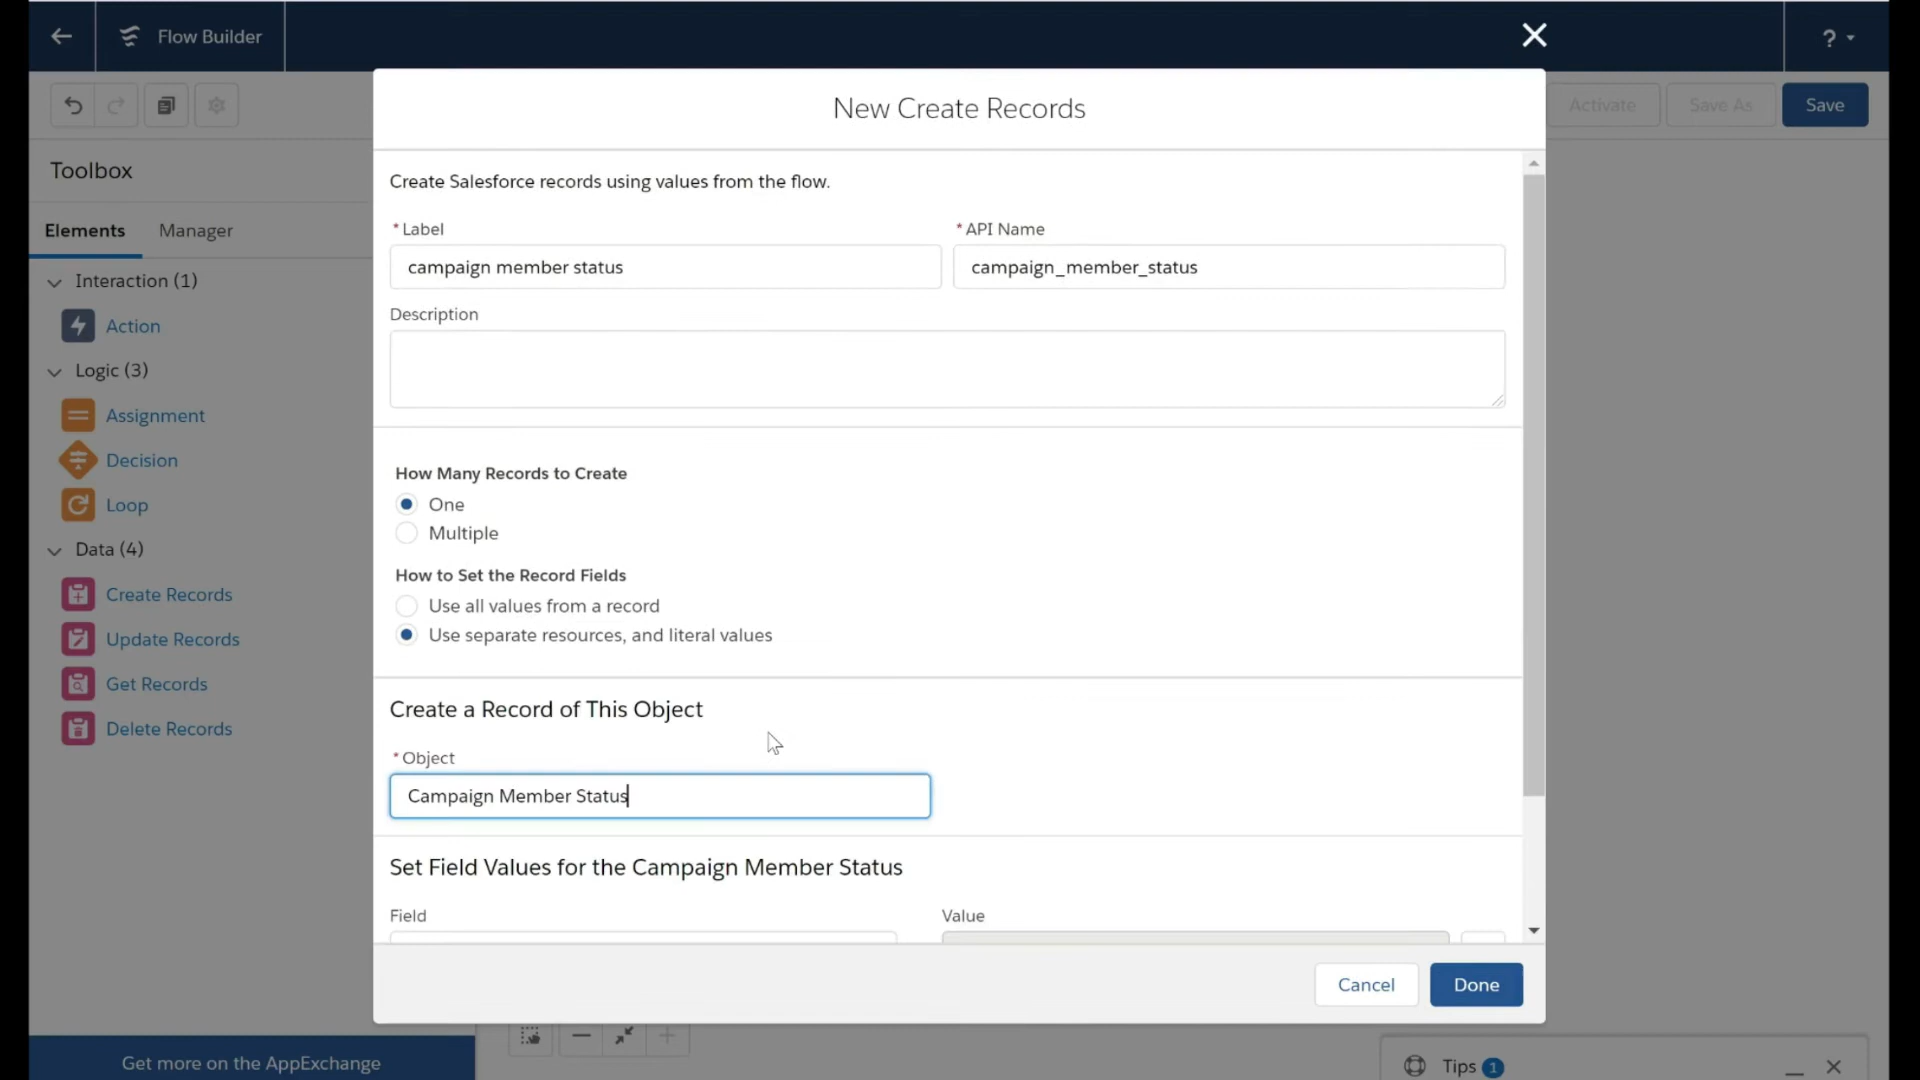 Flow Builder
?
New Create Records
Activate
Save As
Save
Toolbox
Create Salesforce records using values from the flow.
Elements
Manager
* Label
* API Name
campaign member status
campaign_member_status
Interaction (1)
Description
Action
Logic (3)
Assignment
Decision
How Many Records to Create
One
Loop
Multiple
Data (4)
How to Set the Record Fields
Create Records
Use all values from a record
Update Records
Use separate resources, and literal values
Get Records
Create a Record of This Object
Delete Records
* Object
Campaign Member Status
Set Field Values for the Campaign Member Status
Field
Value
Cancel
Done
Get more on the AppExchange
Tips 1